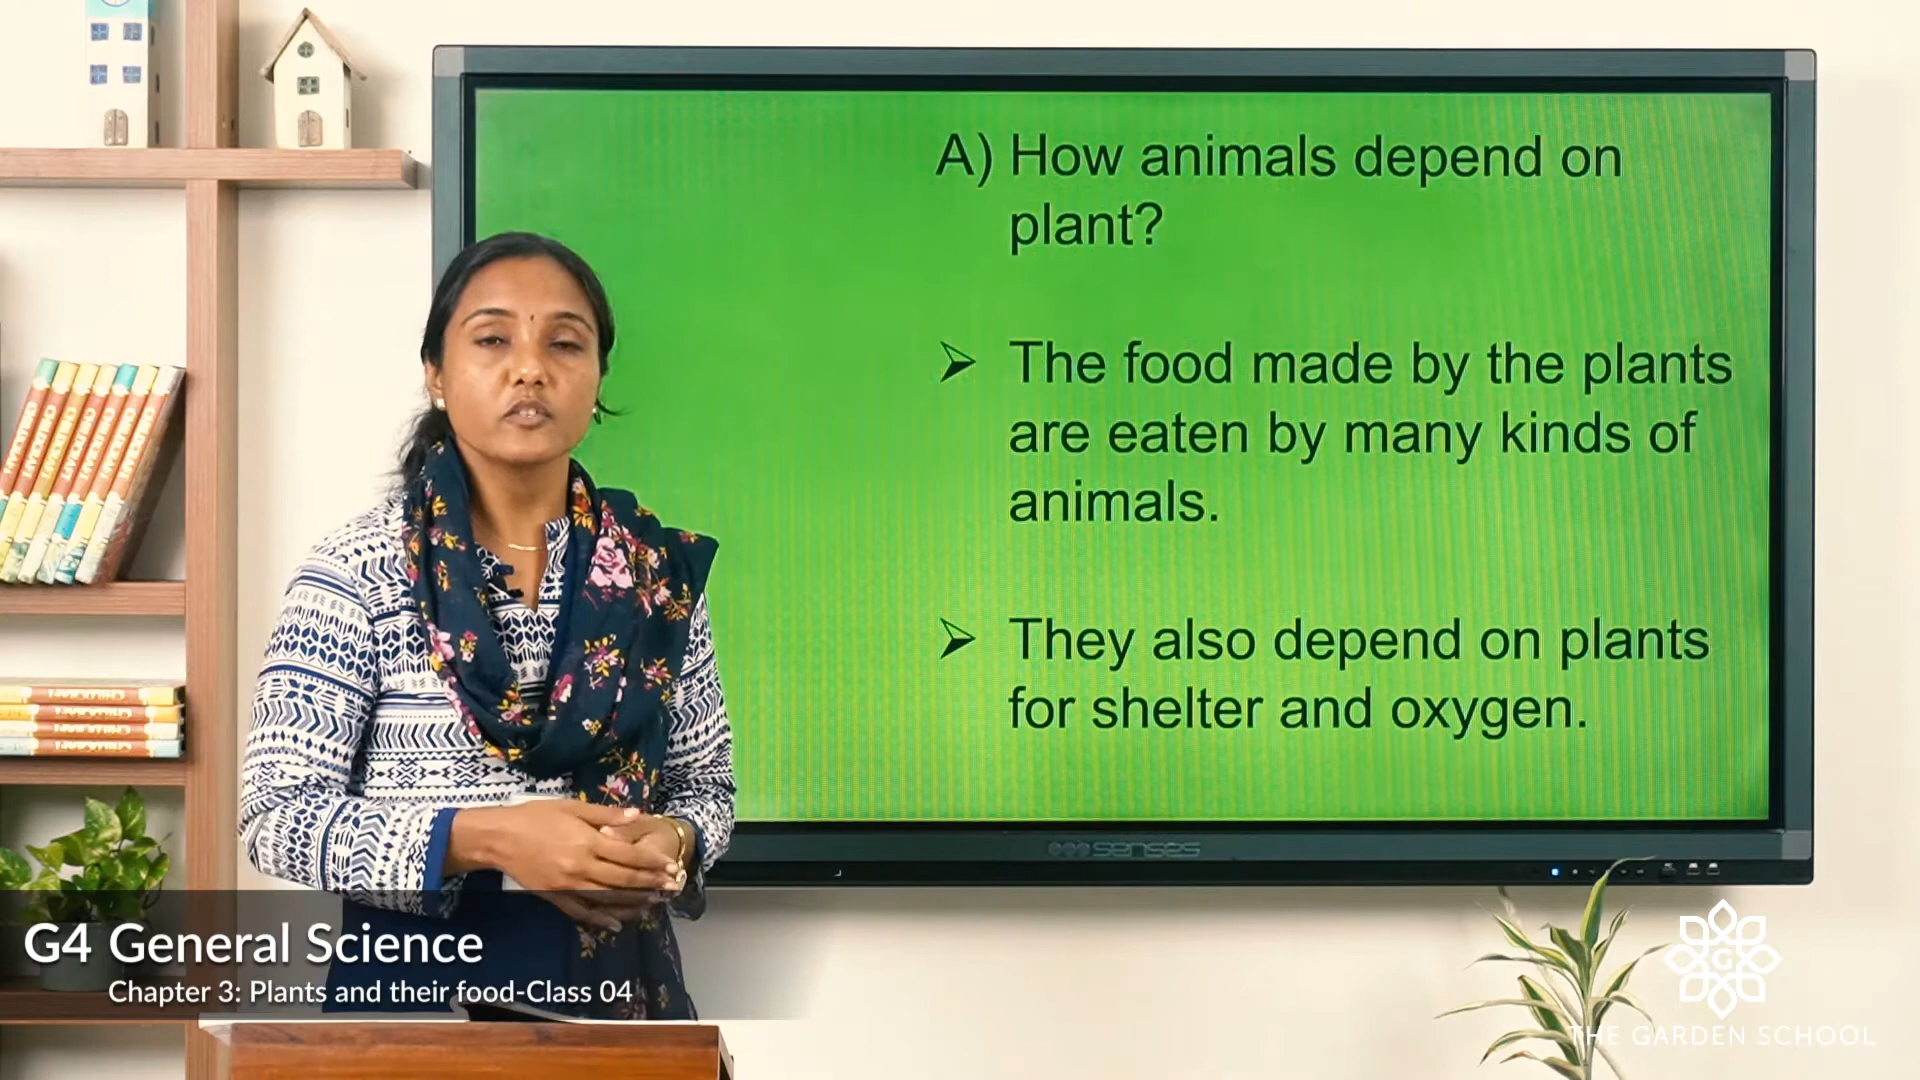 A) How animals depend on
plant?
➤ The food made by the plants
are eaten by many kinds of
animals.
➤ They also depend on plants
for shelter and oxygen.
senses
G4 General Science
Chapter 3: Plants and their food-Class 04
G
THE GARDEN SCHOOL